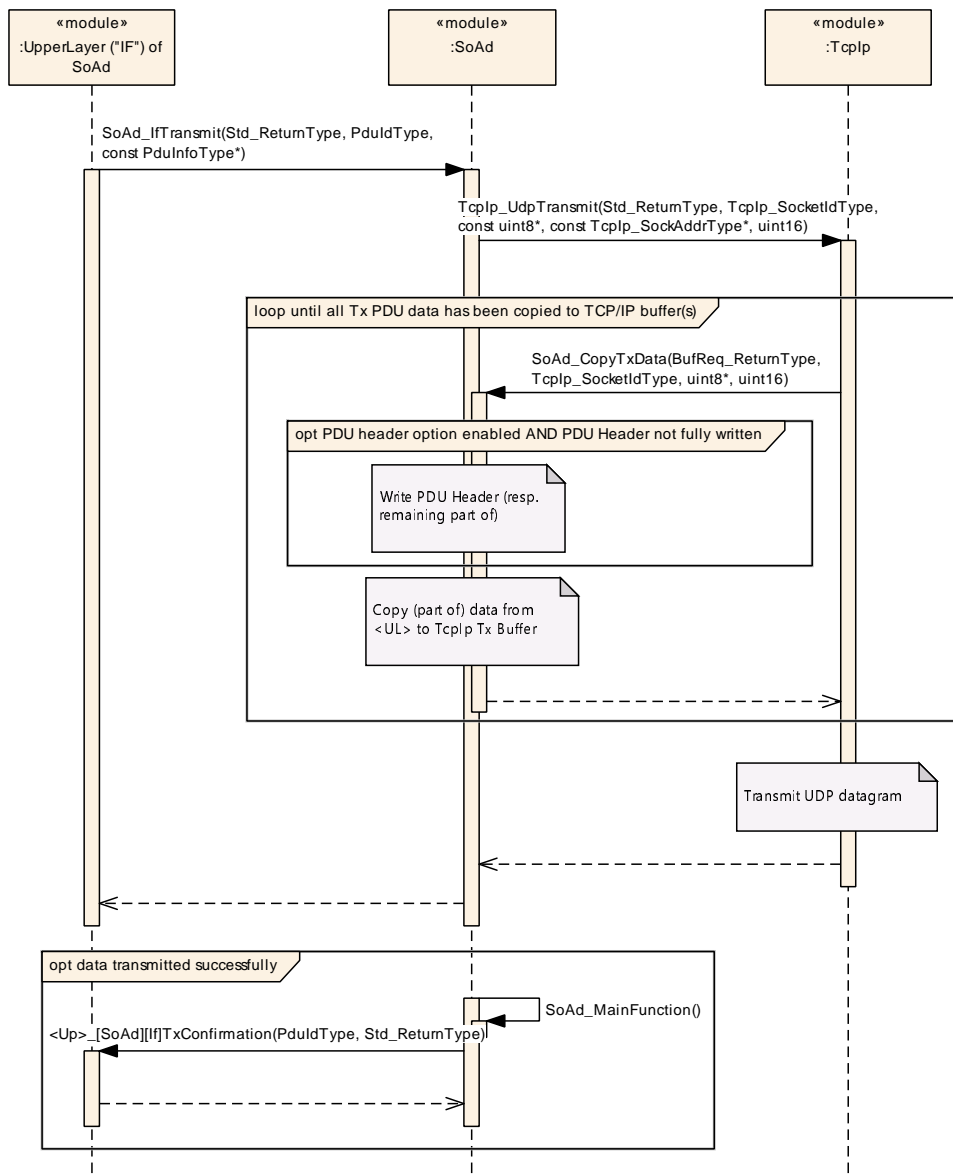 «module»
:UpperLayer ("IF") of
SoAd
«module»
:SoAd
«module»
:TcpIp
SoAd_IfTransmit(Std_ReturnType, PduIdType,
const PduInfoType*)
TcpIp_UdpTransmit(Std_ReturnType, TcpIp_SocketIdType,
const uint8*, const TcpIp_SockAddrType*, uint16)
loop until all Tx PDU data has been copied to TCP/IP buffer(s)
SoAd_CopyTxData(BufReq_ReturnType,
TcpIp_SocketIdType, uint8*, uint16)
opt PDU header option enabled AND PDU Header not fully written
Write PDU Header (resp.
remaining part of)
Copy (part of) data from
<UL> to TcpIp Tx Buffer
Transmit UDP datagram
opt data transmitted successfully
SoAd_MainFunction()
<Up>_[SoAd][If]TxConfirmation(PduIdType, Std_ReturnType)